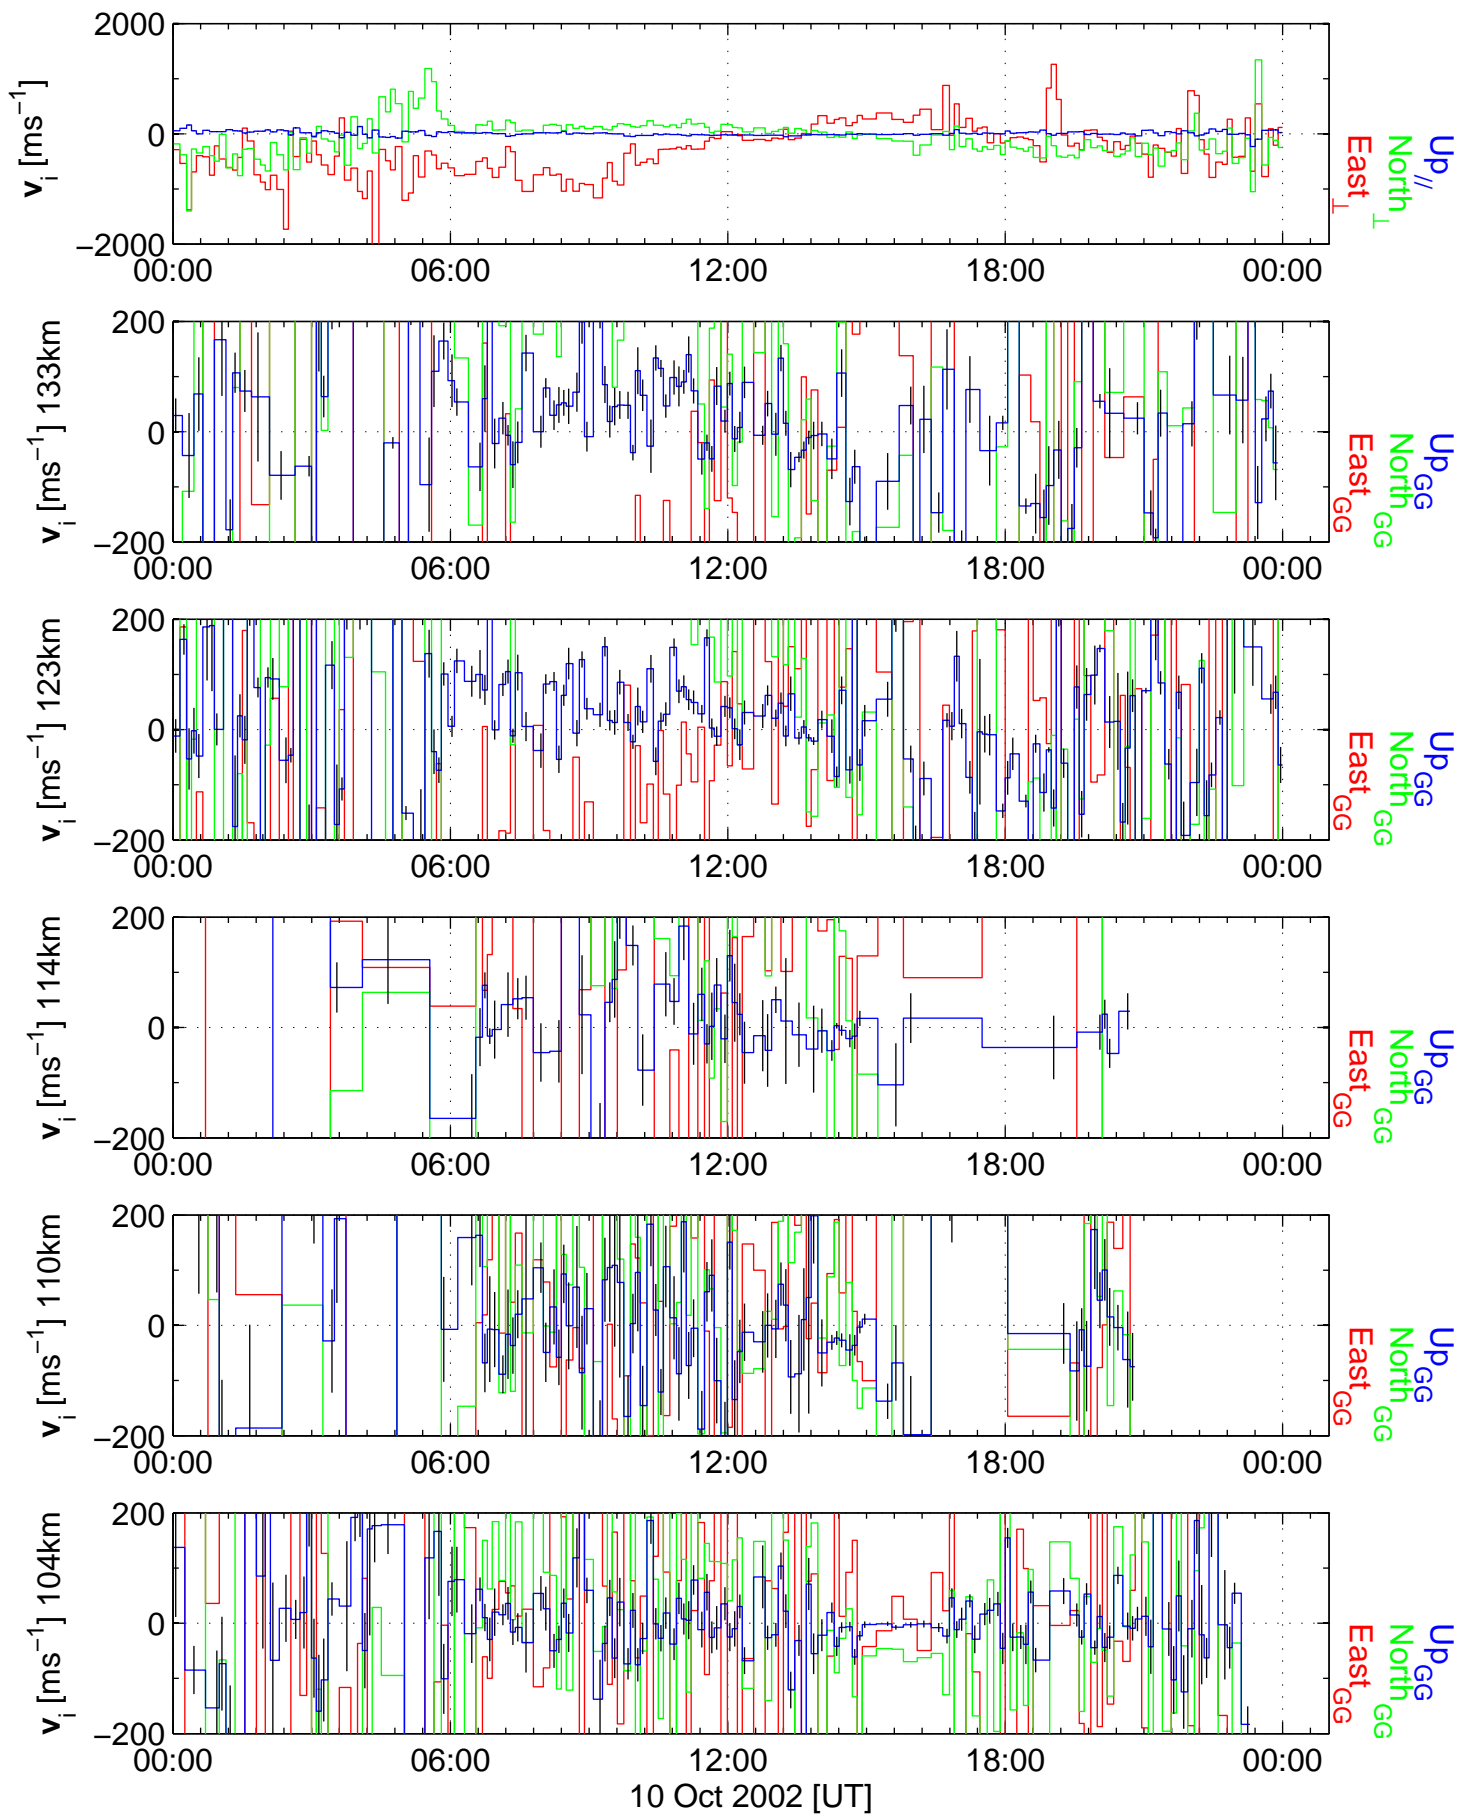 2000
0
−2000
v_i [ms^−1]
00:00 06:00 12:00 18:00 00:00
Up_//
North_⊥
East_⊥
200
0
−200
v_i [ms^−1] 133km
00:00 06:00 12:00 18:00 00:00
Up_GG
North_GG
East_GG
200
0
−200
v_i [ms^−1] 123km
00:00 06:00 12:00 18:00 00:00
Up_GG
North_GG
East_GG
200
0
−200
v_i [ms^−1] 114km
00:00 06:00 12:00 18:00 00:00
Up_GG
North_GG
East_GG
200
0
−200
v_i [ms^−1] 110km
00:00 06:00 12:00 18:00 00:00
Up_GG
North_GG
East_GG
200
0
−200
v_i [ms^−1] 104km
00:00 06:00 12:00 18:00 00:00
Up_GG
North_GG
East_GG
10 Oct 2002 [UT]